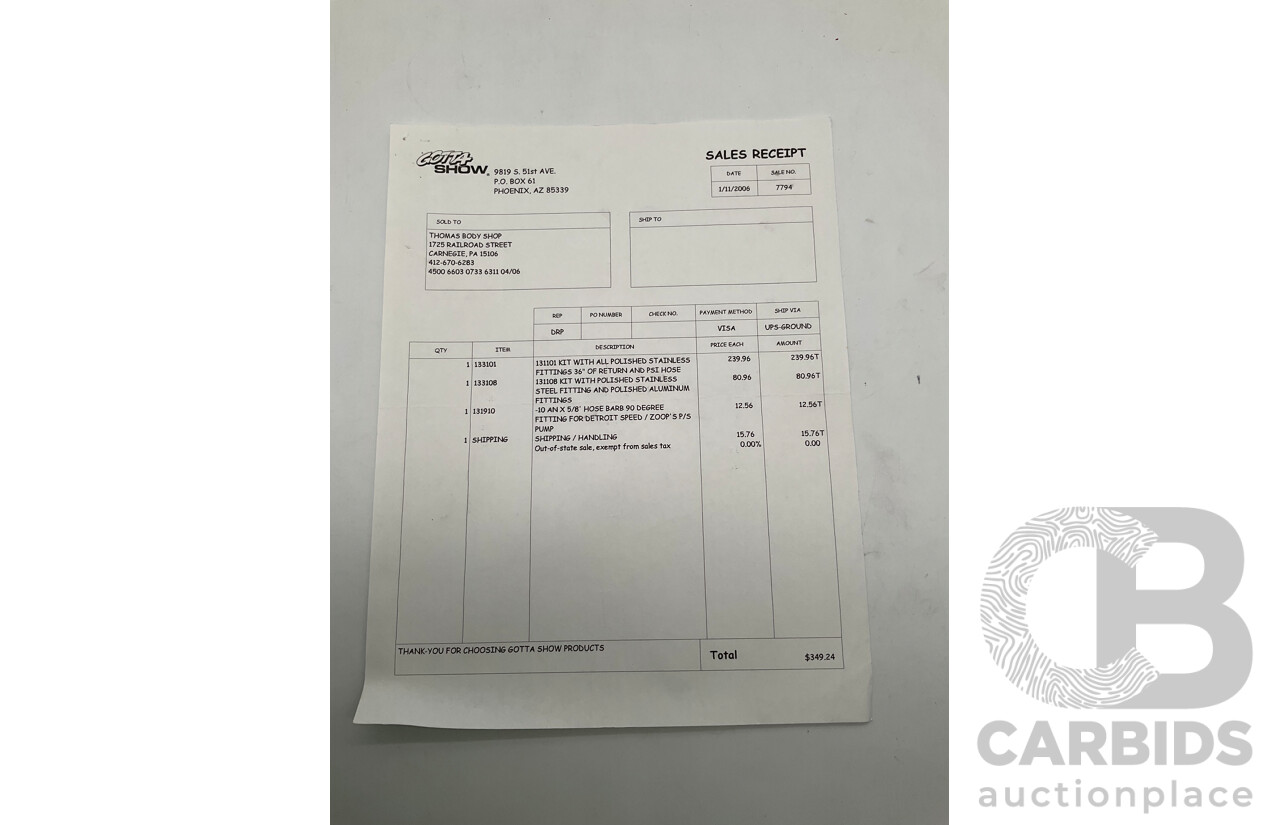 GOTTA
SHOW
9819 S. 51st AVE.
P.O. BOX 61
PHOENIX, AZ 85339
SALES RECEIPT
DATE SALE NO.
1/11/2006 7794
SOLD TO
THOMAS BODY SHOP
1725 RAILROAD STREET
CARNEGIE, PA 15106
412-670-6283
4500 6603 0733 6311 04/06
SHIP TO
REP PO NUMBER CHECK NO. PAYMENT METHOD SHIP VIA
DRP VISA UPS-GROUND
QTY ITEM DESCRIPTION PRICE EACH AMOUNT
1 133101 131101 KIT WITH ALL POLISHED STAINLESS 239.96 239.96T
FITTINGS 36" OF RETURN AND PSI HOSE
1 133108 131108 KIT WITH POLISHED STAINLESS 80.96 80.96T
STEEL FITTING AND POLISHED ALUMINUM
FITTINGS
1 131910 -10 AN X 5/8' HOSE BARB 90 DEGREE 12.56 12.56T
FITTING FOR DETROIT SPEED / ZOOP'S P/S
PUMP
1 SHIPPING SHIPPING / HANDLING 15.76 15.76T
Out-of-state sale, exempt from sales tax 0.00% 0.00
THANK-YOU FOR CHOOSING GOTTA SHOW PRODUCTS
Total $349.24
CB
CARBIDS
auctionplace